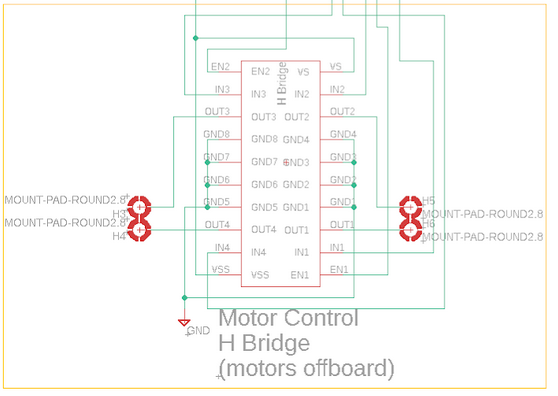 EN2 EN2 H Bridge VS VS
IN3 IN3 IN2 IN2
OUT3 OUT3 OUT2 OUT2
GND8 GND8 GND4 GND4
GND7 GND7 GND3 GND3
GND6 GND6 GND2 GND2
MOUNT-PAD-ROUND2.8 GND5 GND5 GND1 GND1 H5
H3 MOUNT-PAD-ROUND2.8
MOUNT-PAD-ROUND2.8 OUT4 OUT4 OUT1 OUT1 H6
H4 MOUNT-PAD-ROUND2.8
IN4 IN4 IN1 IN1
VSS VSS EN1 EN1
GND
Motor Control
H Bridge
(motors offboard)